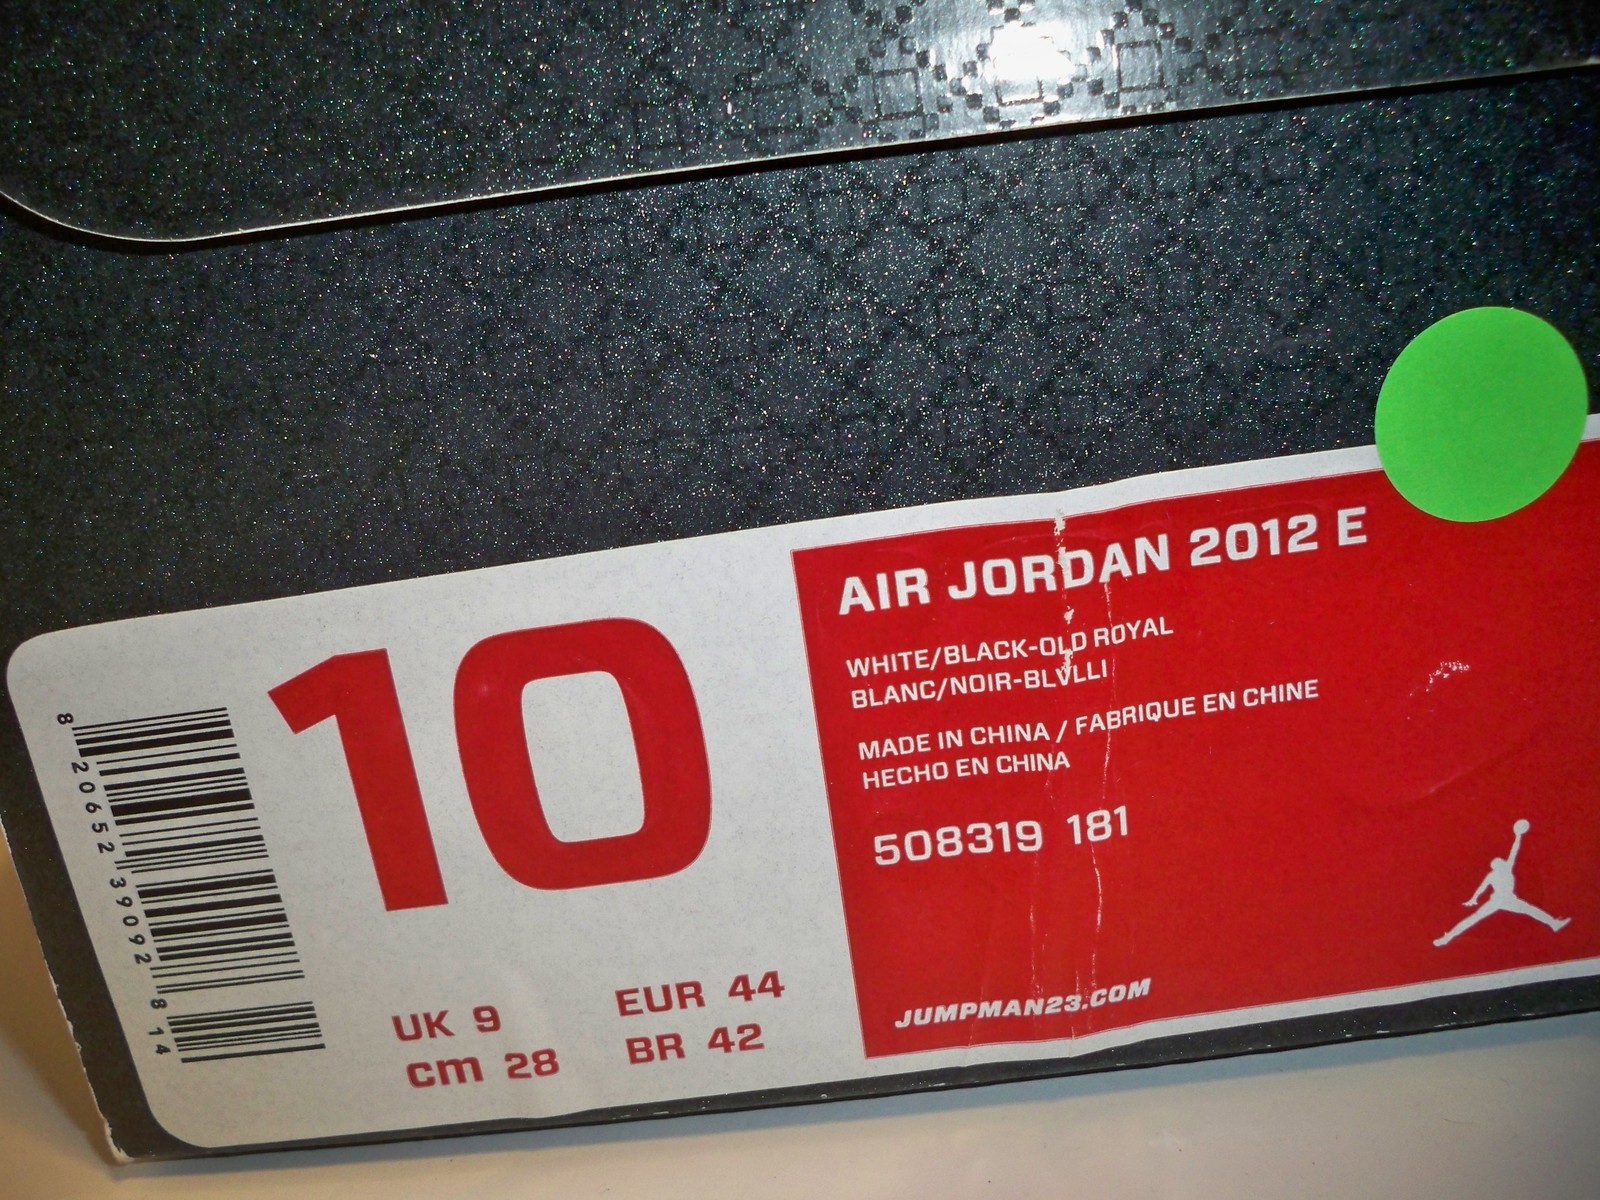 AIR JORDAN 2012 E
WHITE/BLACK-OLD ROYAL
BLANC/NOIR-BLVLLI
MADE IN CHINA / FABRIQUE EN CHINE
HECHO EN CHINA
508319 181
JUMPMAN23.COM
10
UK 9 EUR 44
cm 28 BR 42
8 20652 39092 8 14